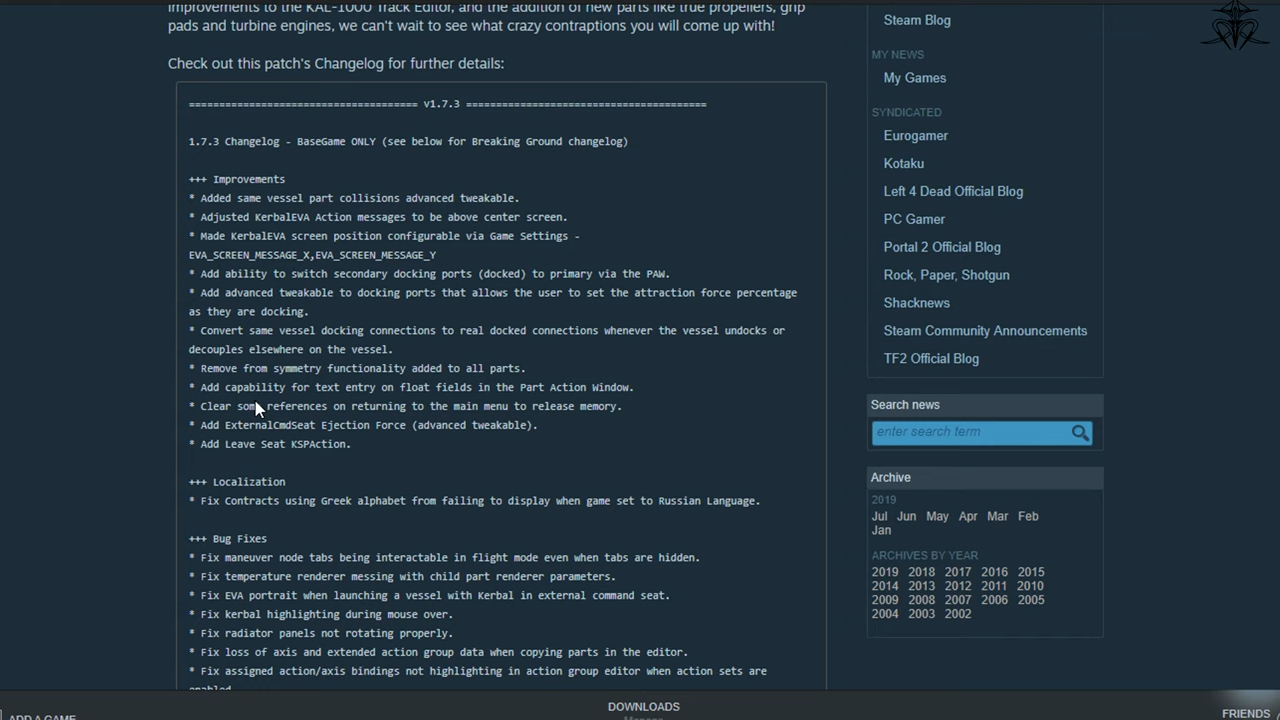 improvements to the KAL-1000 Track Editor, and the addition of new parts like true propellers, grip
pads and turbine engines, we can't wait to see what crazy contraptions you will come up with!
Check out this patch's Changelog for further details:
====================================== v1.7.3 ========================================
1.7.3 Changelog - BaseGame ONLY (see below for Breaking Ground changelog)
+++ Improvements
* Added same vessel part collisions advanced tweakable.
* Adjusted KerbalEVA Action messages to be above center screen.
* Made KerbalEVA screen position configurable via Game Settings -
EVA_SCREEN_MESSAGE_X,EVA_SCREEN_MESSAGE_Y
* Add ability to switch secondary docking ports (docked) to primary via the PAW.
* Add advanced tweakable to docking ports that allows the user to set the attraction force percentage
as they are docking.
* Convert same vessel docking connections to real docked connections whenever the vessel undocks or
decouples elsewhere on the vessel.
* Remove from symmetry functionality added to all parts.
* Add capability for text entry on float fields in the Part Action Window.
* Clear some references on returning to the main menu to release memory.
* Add ExternalCmdSeat Ejection Force (advanced tweakable).
* Add Leave Seat KSPAction.
+++ Localization
* Fix Contracts using Greek alphabet from failing to display when game set to Russian Language.
+++ Bug Fixes
* Fix maneuver node tabs being interactable in flight mode even when tabs are hidden.
* Fix temperature renderer messing with child part renderer parameters.
* Fix EVA portrait when launching a vessel with Kerbal in external command seat.
* Fix kerbal highlighting during mouse over.
* Fix radiator panels not rotating properly.
* Fix loss of axis and extended action group data when copying parts in the editor.
* Fix assigned action/axis bindings not highlighting in action group editor when action sets are
enabled
Steam Blog
MY NEWS
My Games
SYNDICATED
Eurogamer
Kotaku
Left 4 Dead Official Blog
PC Gamer
Portal 2 Official Blog
Rock, Paper, Shotgun
Shacknews
Steam Community Announcements
TF2 Official Blog
Search news
enter search term
Archive
2019
Jul Jun May Apr Mar Feb
Jan
ARCHIVES BY YEAR
2019 2018 2017 2016 2015
2014 2013 2012 2011 2010
2009 2008 2007 2006 2005
2004 2003 2002
ADD A GAME
DOWNLOADS
Manage
FRIENDS